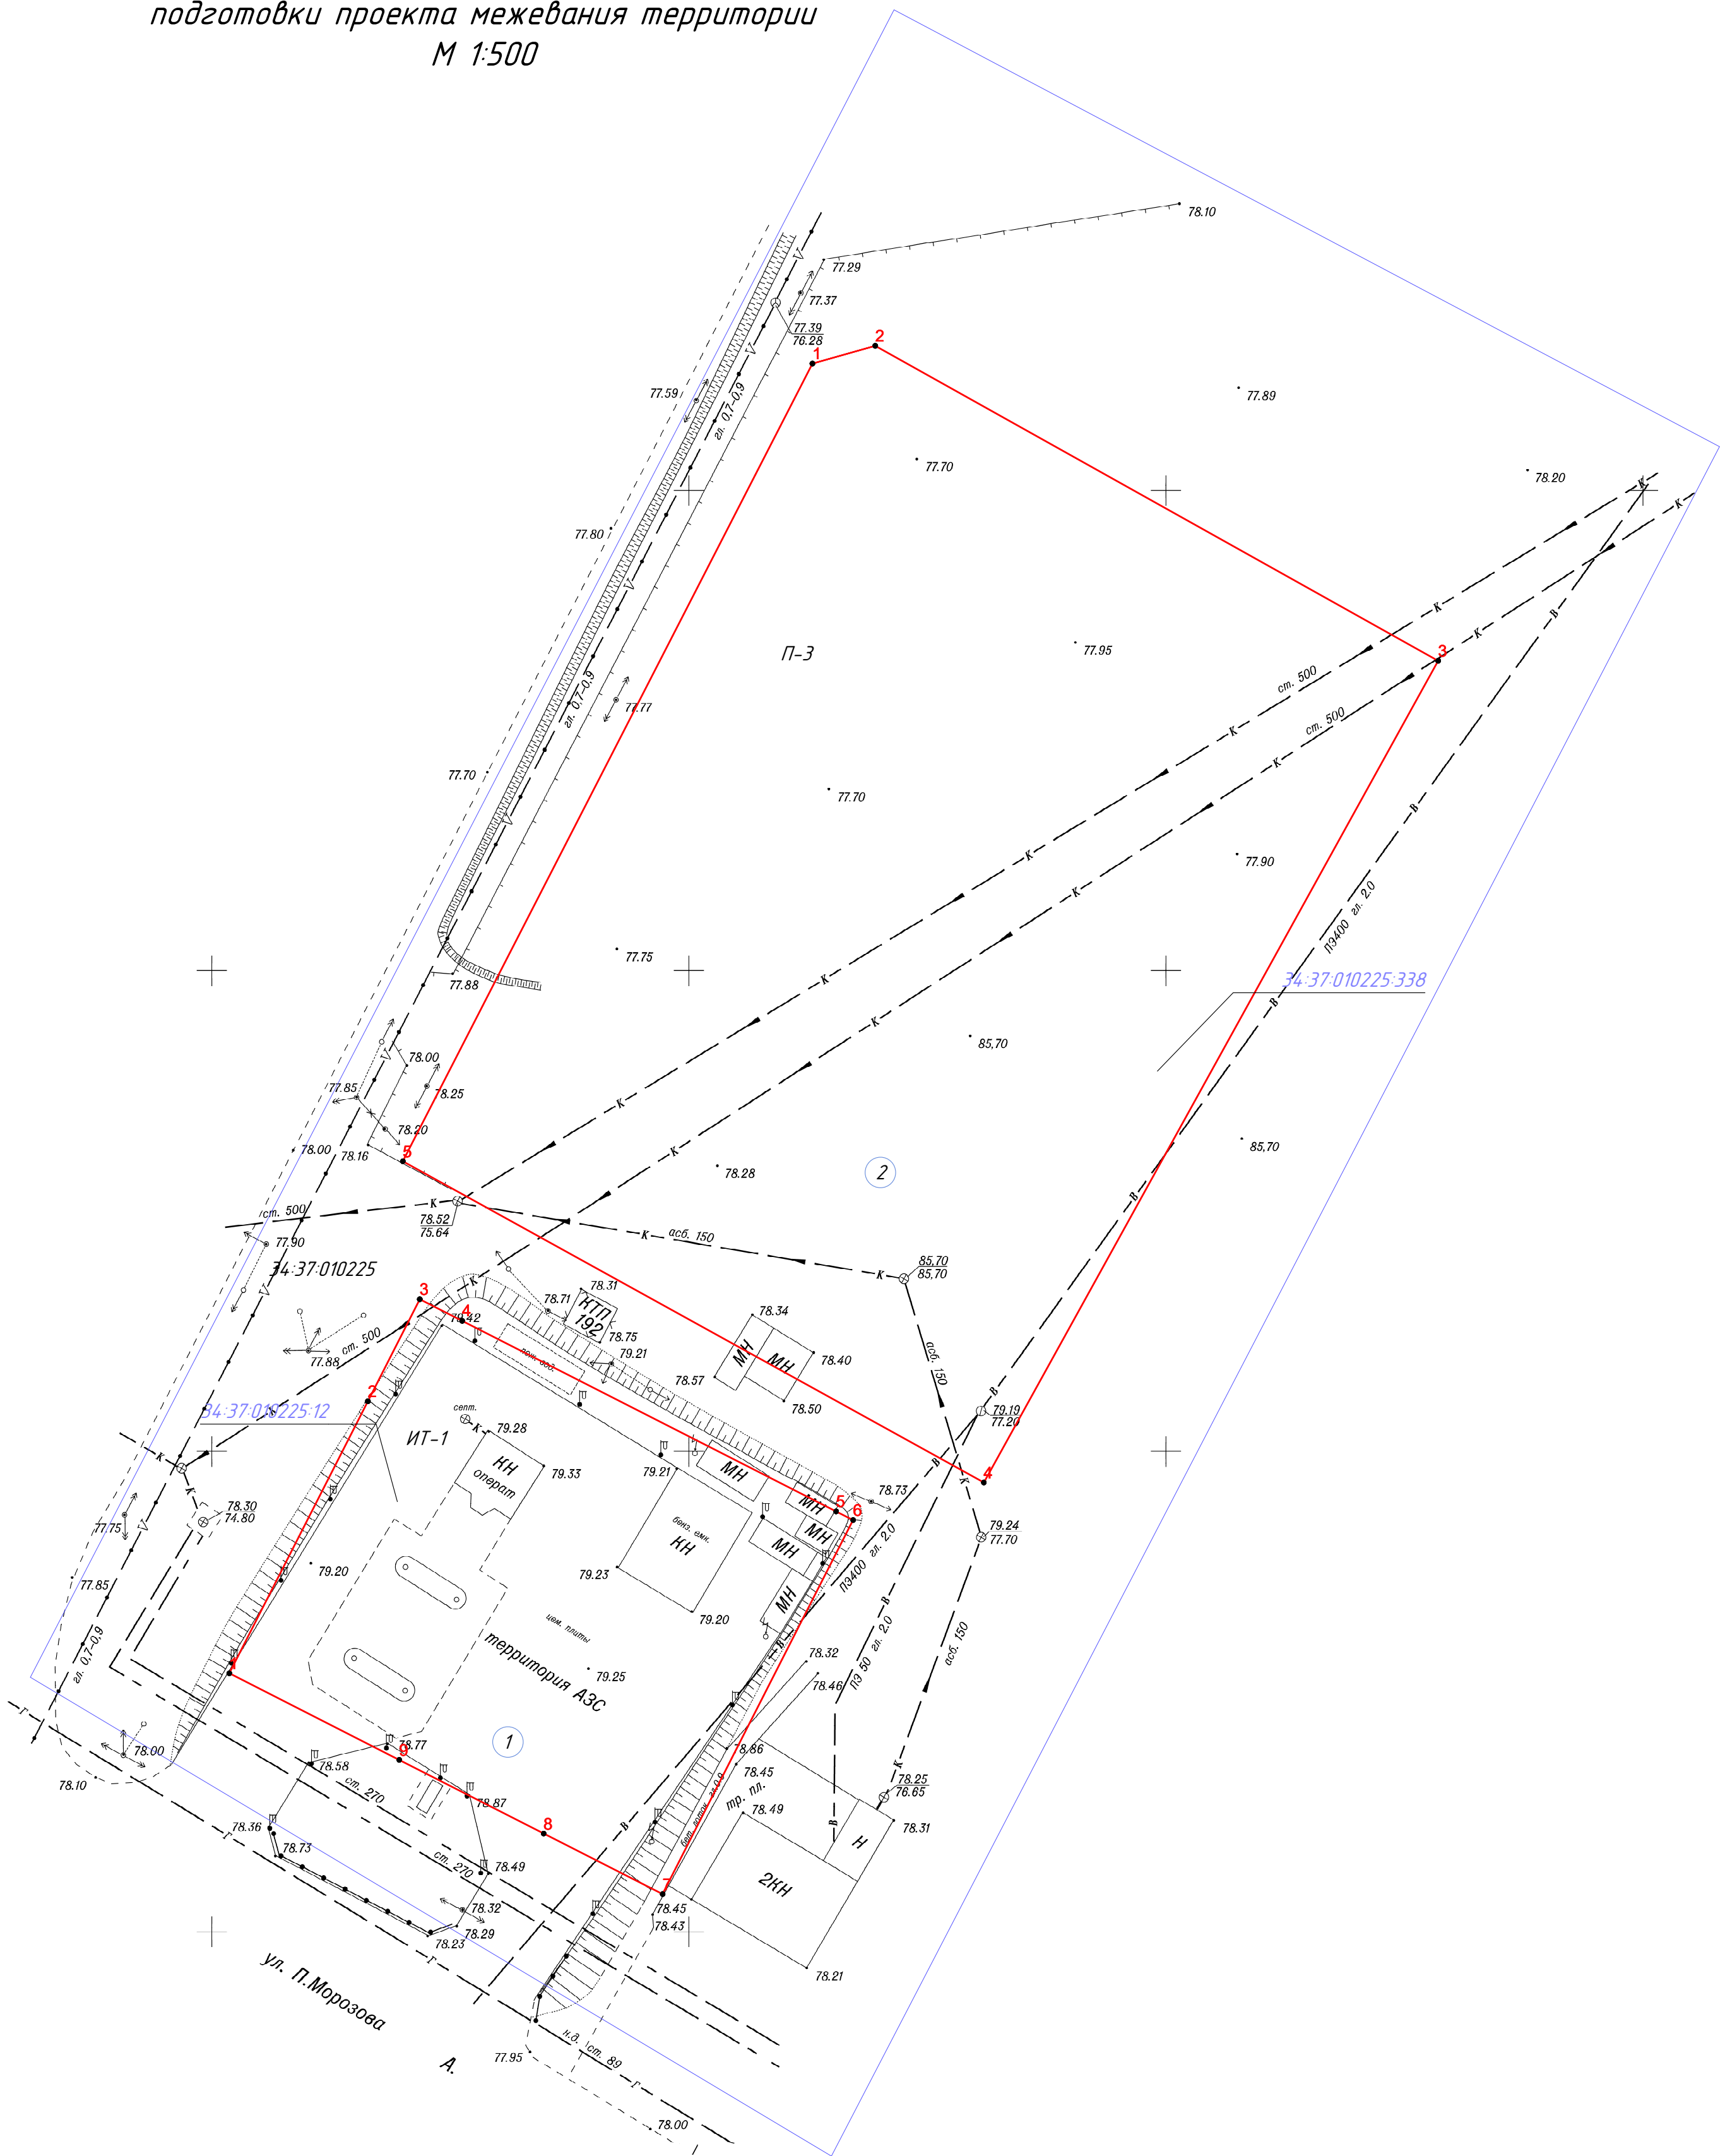 подготовки проекта межевания территории
М 1:500
78.10
77.29
77.37
77.39
76.28
1
2
77.59
гл. 0,7-0,9
77.89
77.70
78.20
К
К
77.80
К
В
V
V
V
К
П-3
77.95
3
ст. 500
77.77
гл. 0,7-0,9
ст. 500
К
К
77.70
77.70
В
V
К
77.90
К
ПЭ400 гл. 2.0
77.75
К
34:37:010225:338
77.88
В
К
85,70
V
78.00
77.85
78.25
К
78.20
78.00
78.16
5
К
78.28
2
85,70
В
ст. 500
К
78.52
75.64
К
асб. 150
77.90
34:37:010225
85,70
85,70
К
V
К
78.31
78.71
КТП
192
3
4
79.42
78.75
78.34
МН
МН
78.40
ст. 500
77.88
пож. вод.
79.21
78.57
78.50
асб. 150
В
2
34:37:010225:12
К
септ.
К
79.19
77.20
ИТ-1
79.28
КН
операт
79.33
79.21
МН
В
4
К
К
К
78.30
74.80
77.75
V
МН
5
6
78.73
МН
бенз. емк.
КН
МН
79.24
77.70
79.20
79.23
ПЭ400 гл. 2.0
77.85
МН
79.20
В
цем. плиты
территория АЗС
79.25
В
78.32
78.46
ПЭ 50 гл. 2.0
асб. 150
гл. 0,7-0,9
1
Г
1
78.00
78.77
9
78.86
78.45
К
78.10
78.58
ст. 270
78.87
тр. пл.
78.25
76.65
бет. лоток гл.0.9
78.49
78.31
78.36
8
В
В
Н
Г
78.73
ст. 270
78.49
2КН
7
78.45
78.32
78.43
78.29
78.23
78.21
Г
ул. П.Морозова
А.
77.95
н.д. ст. 89
Г
78.00